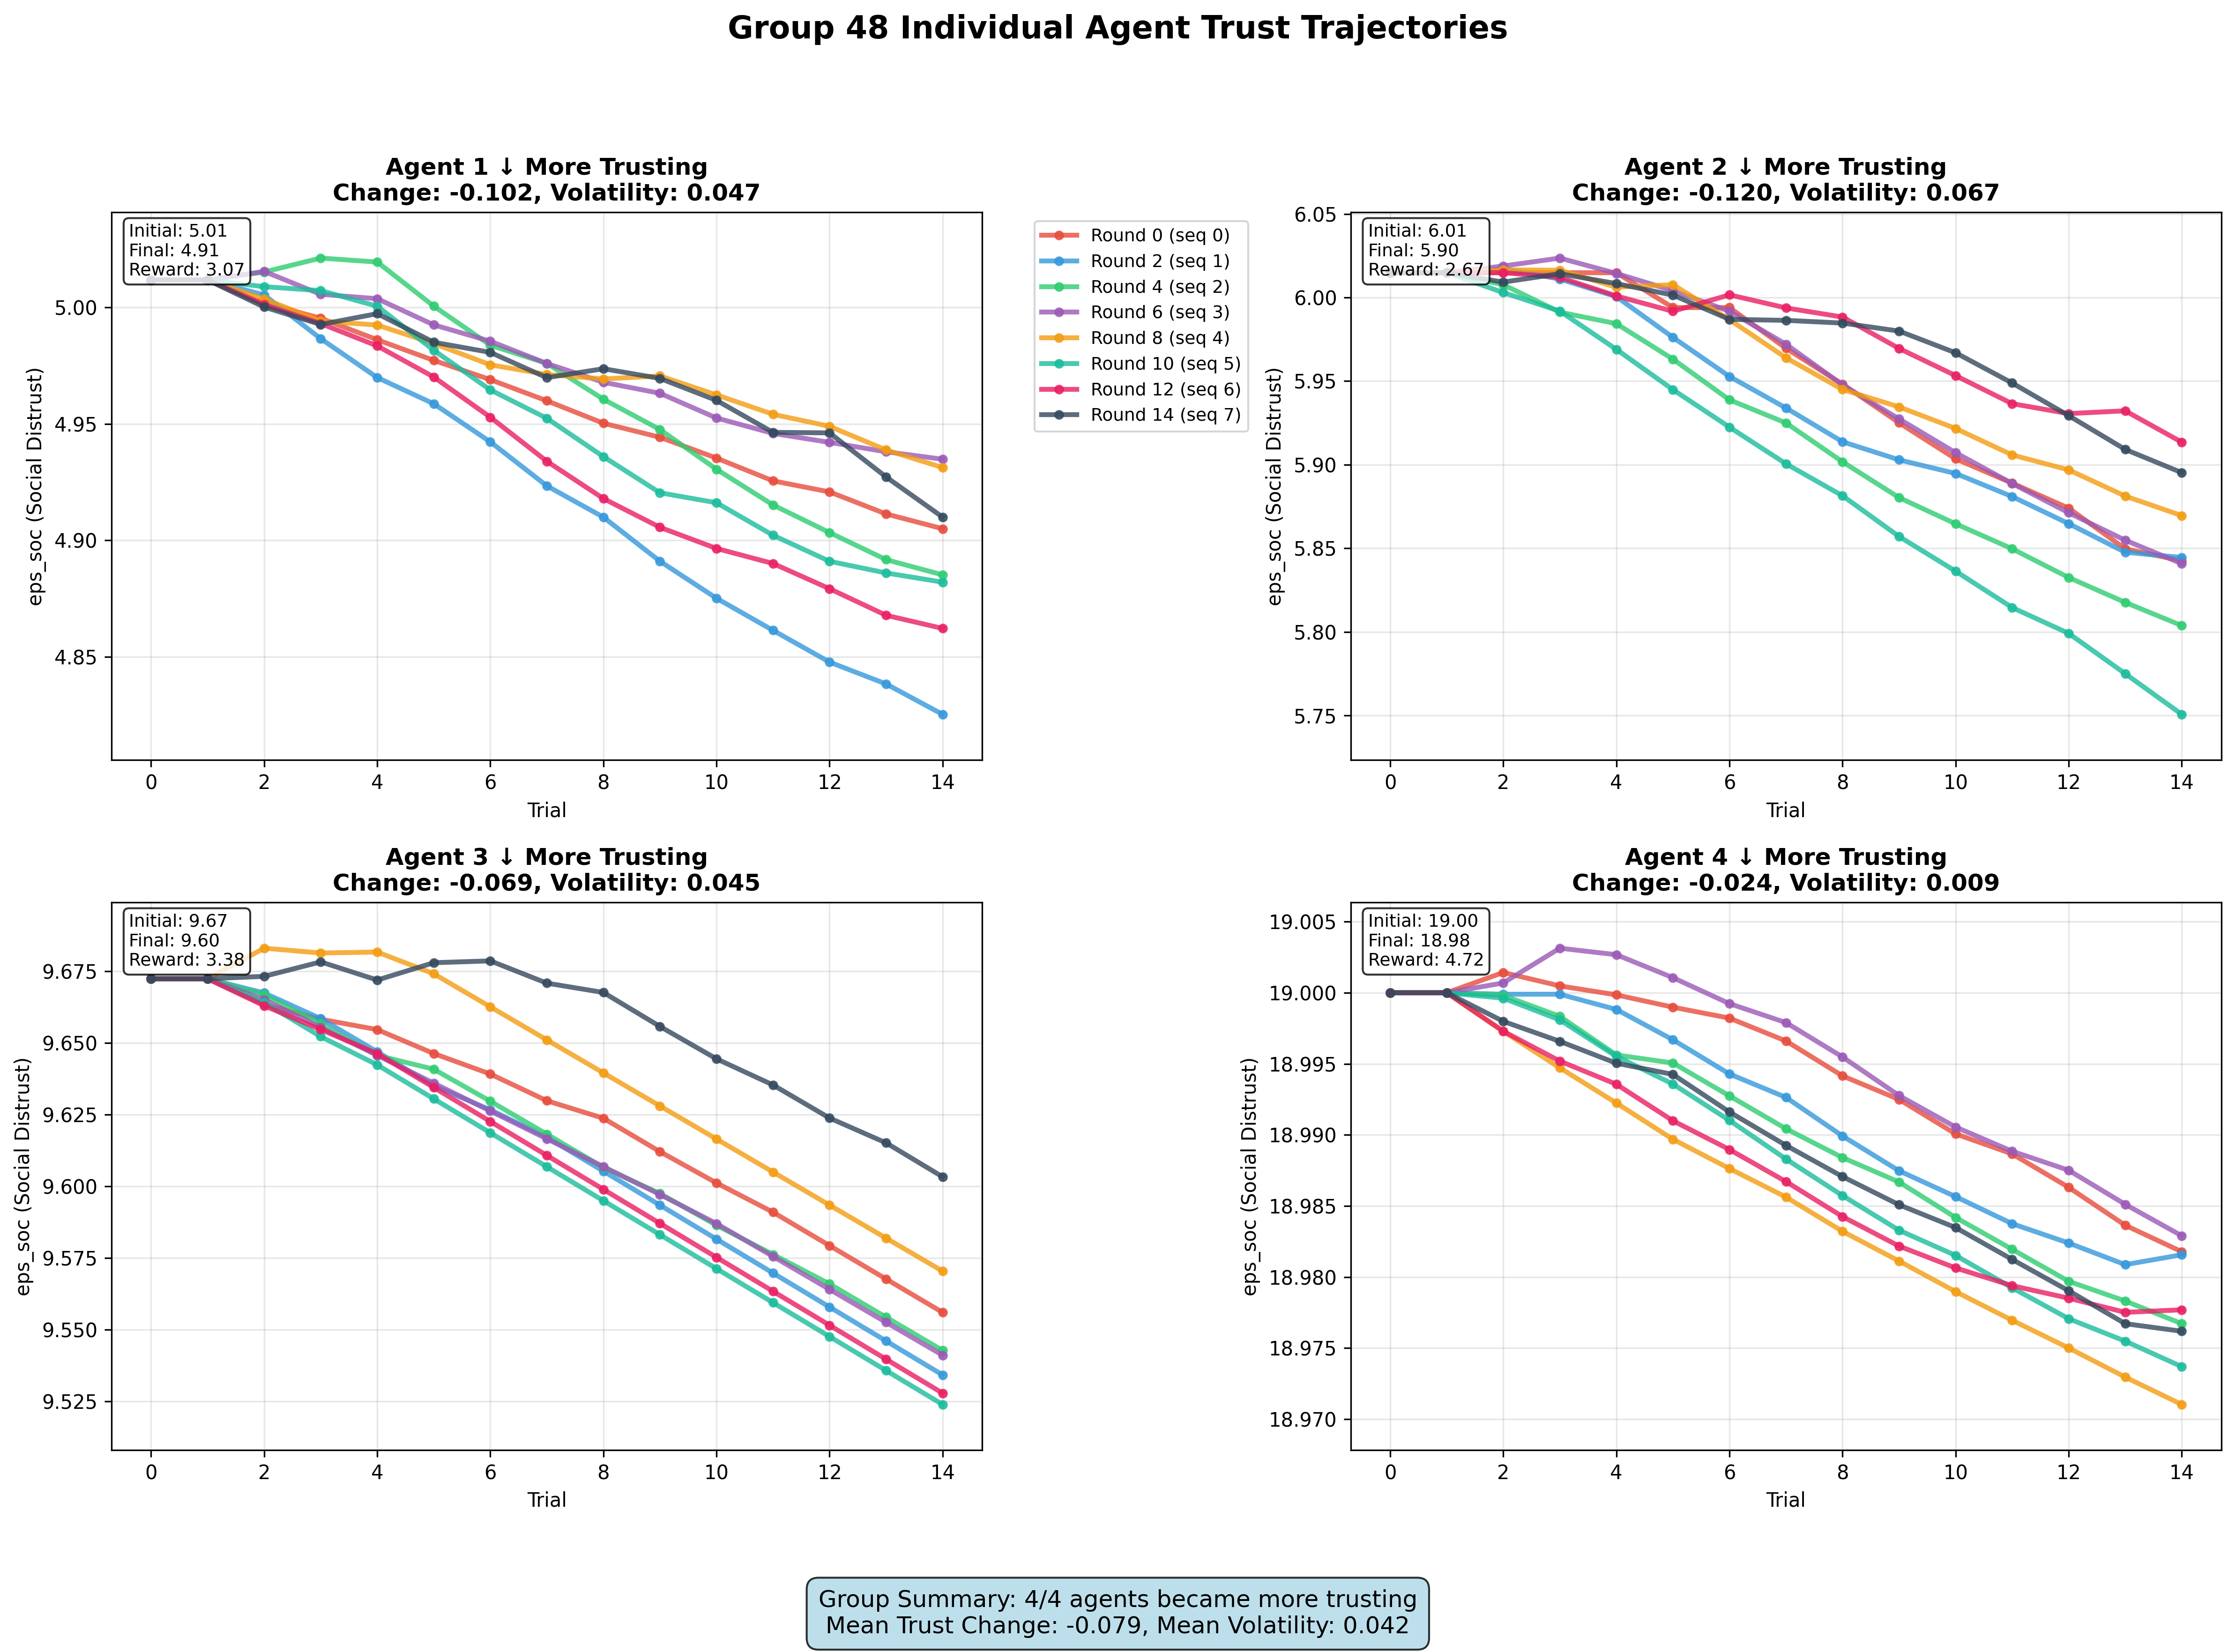 Group 48 Individual Agent Trust Trajectories
Agent 1 ↓ More Trusting
Change: -0.102, Volatility: 0.047
Initial: 5.01
Final: 4.91
Reward: 3.07
5.00
4.95
4.90
4.85
eps_soc (Social Distrust)
0 2 4 6 8 10 12 14
Trial
Round 0 (seq 0)
Round 2 (seq 1)
Round 4 (seq 2)
Round 6 (seq 3)
Round 8 (seq 4)
Round 10 (seq 5)
Round 12 (seq 6)
Round 14 (seq 7)
Agent 2 ↓ More Trusting
Change: -0.120, Volatility: 0.067
Initial: 6.01
Final: 5.90
Reward: 2.67
6.05
6.00
5.95
5.90
5.85
5.80
5.75
eps_soc (Social Distrust)
0 2 4 6 8 10 12 14
Trial
Agent 3 ↓ More Trusting
Change: -0.069, Volatility: 0.045
Initial: 9.67
Final: 9.60
Reward: 3.38
9.675
9.650
9.625
9.600
9.575
9.550
9.525
eps_soc (Social Distrust)
0 2 4 6 8 10 12 14
Trial
Agent 4 ↓ More Trusting
Change: -0.024, Volatility: 0.009
Initial: 19.00
Final: 18.98
Reward: 4.72
19.005
19.000
18.995
18.990
18.985
18.980
18.975
18.970
eps_soc (Social Distrust)
0 2 4 6 8 10 12 14
Trial
Group Summary: 4/4 agents became more trusting
Mean Trust Change: -0.079, Mean Volatility: 0.042